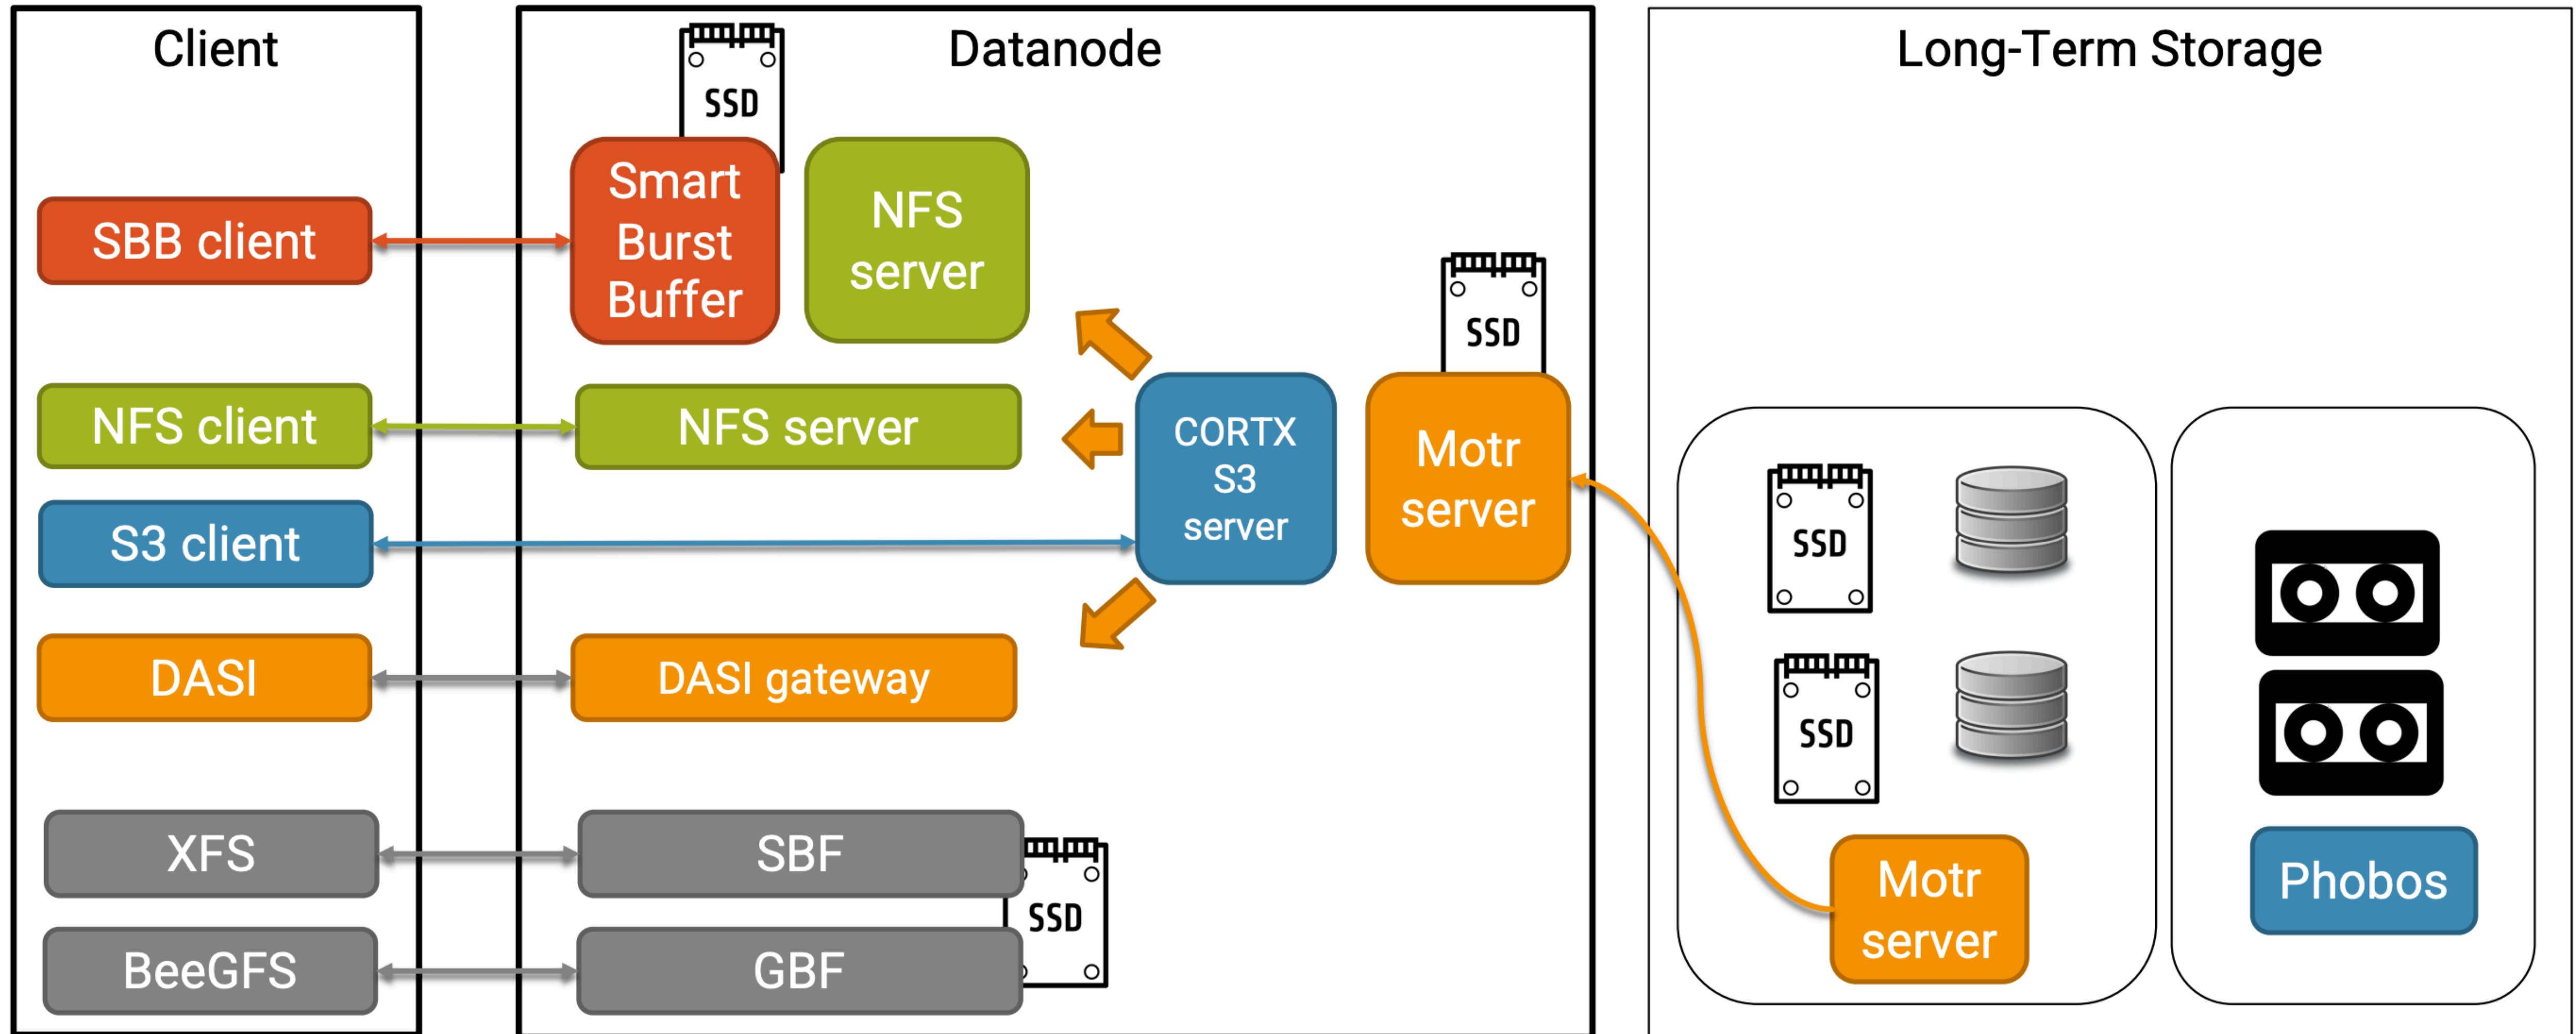 Client
SBB client
NFS client
S3 client
DASI
XFS
BeeGFS
Datanode
SSD
Smart
Burst
Buffer
NFS
server
NFS server
DASI gateway
SBF
GBF
SSD
CORTX
S3
server
SSD
Motr
server
Long-Term Storage
SSD
SSD
Motr
server
Phobos